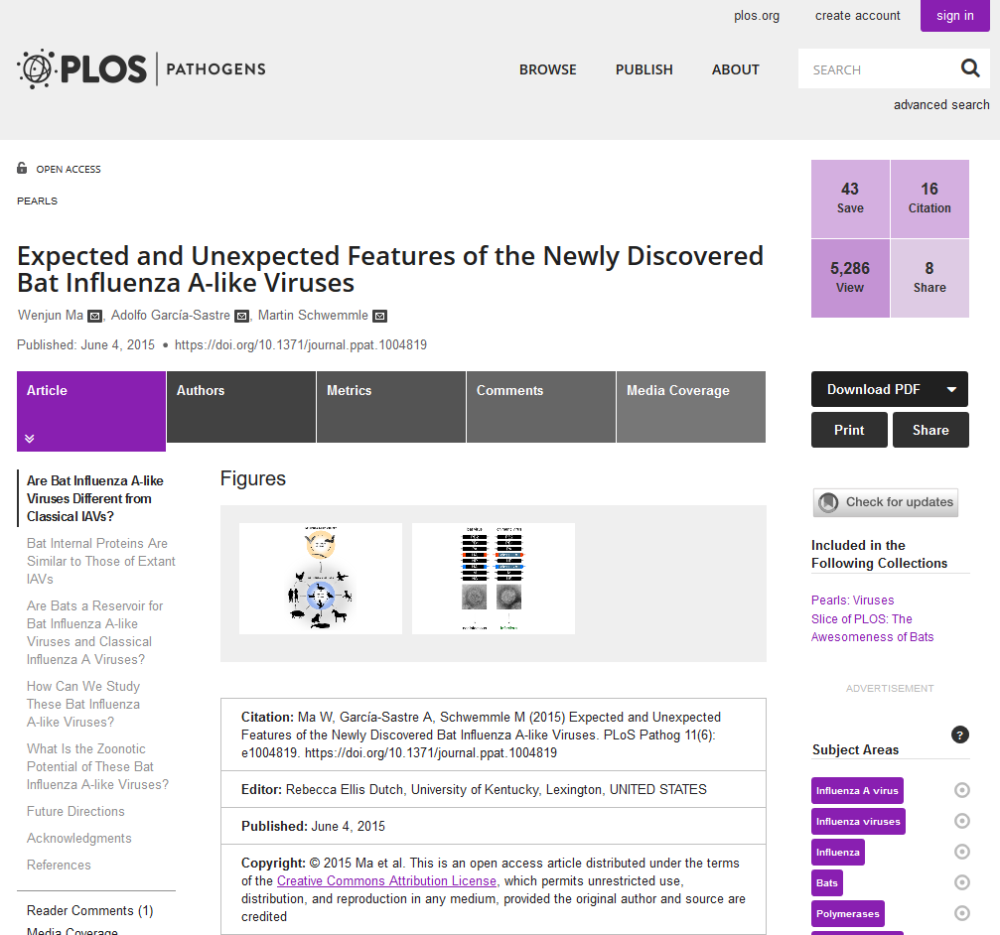 plos.org
create account
sign in
PLOS
PATHOGENS
BROWSE
PUBLISH
ABOUT
SEARCH
advanced search
OPEN ACCESS
PEARLS
Expected and Unexpected Features of the Newly Discovered
Bat Influenza A-like Viruses
Wenjun Ma, Adolfo García-Sastre, Martin Schwemmle
Published: June 4, 2015 • https://doi.org/10.1371/journal.ppat.1004819
43
Save
16
Citation
5,286
View
8
Share
Article
Authors
Metrics
Comments
Media Coverage
Download PDF
Print
Share
Check for updates
Included in the
Following Collections
Pearls: Viruses
Slice of PLOS: The
Awesomeness of Bats
ADVERTISEMENT
?
Subject Areas
Influenza A virus
Influenza viruses
Influenza
Bats
Polymerases
Are Bat Influenza A-like
Viruses Different from
Classical IAVs?
Bat Internal Proteins Are
Similar to Those of Extant
IAVs
Are Bats a Reservoir for
Bat Influenza A-like
Viruses and Classical
Influenza A Viruses?
How Can We Study
These Bat Influenza
A-like Viruses?
What Is the Zoonotic
Potential of These Bat
Influenza A-like Viruses?
Future Directions
Acknowledgments
References
Reader Comments (1)
Media Coverage
Figures
Citation: Ma W, García-Sastre A, Schwemmle M (2015) Expected and Unexpected
Features of the Newly Discovered Bat Influenza A-like Viruses. PLoS Pathog 11(6):
e1004819. https://doi.org/10.1371/journal.ppat.1004819
Editor: Rebecca Ellis Dutch, University of Kentucky, Lexington, UNITED STATES
Published: June 4, 2015
Copyright: © 2015 Ma et al. This is an open access article distributed under the terms
of the Creative Commons Attribution License, which permits unrestricted use,
distribution, and reproduction in any medium, provided the original author and source are
credited